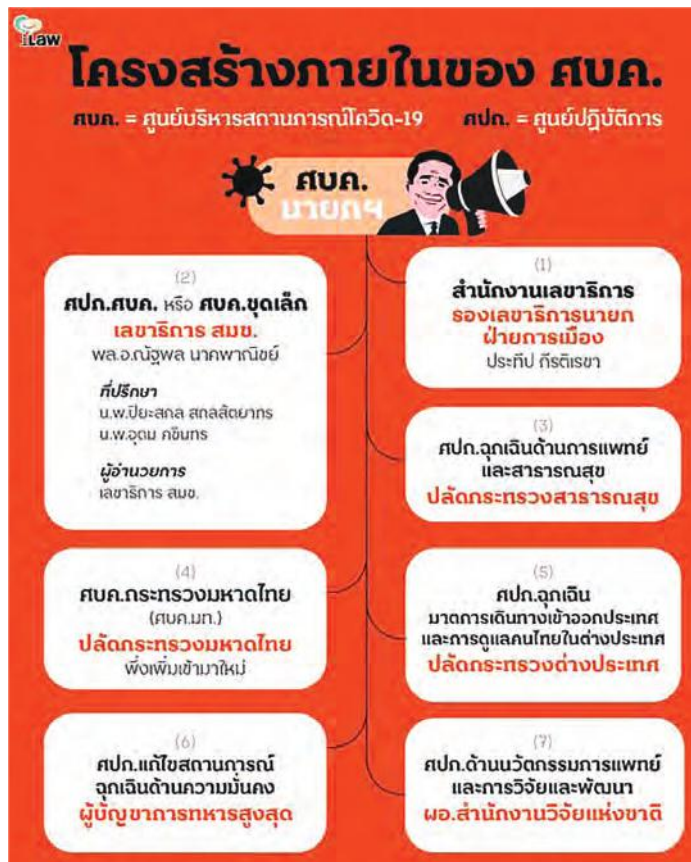 iLaw
โครงสร้างภายในของ ศบค.
ศบค. = ศูนย์บริหารสถานการณ์โควิด-19 ศปก. = ศูนย์ปฏิบัติการ
ศบค.
นายกฯ
(1)
สำนักงานเลขาธิการ
รองเลขาธิการนายก
ฝ่ายการเมือง
ประทีป กีรติเรขา
(2)
ศปก.ศบค. หรือ ศบค.ชุดเล็ก
เลขาธิการ สมช.
พล.อ.ณัฐพล นาคพาณิชย์
ที่ปรึกษา
น.พ.ปิยะสกล สกลสัตยาทร
น.พ.อุดม คชินทร
ผู้อำนวยการ
เลขาธิการ สมช.
(3)
ศปก.ฉุกเฉินด้านการแพทย์
และสาธารณสุข
ปลัดกระทรวงสาธารณสุข
(4)
ศบค.กระทรวงมหาดไทย
(ศบค.มท.)
ปลัดกระทรวงมหาดไทย
พึ่งเพิ่มเข้ามาใหม่
(5)
ศปก.ฉุกเฉิน
มาตการเดินทางเข้าออกประเทศ
และการดูแลคนไทยในต่างประเทศ
ปลัดกระทรวงต่างประเทศ
(6)
ศปก.แก้ไขสถานการณ์
ฉุกเฉินด้านความมั่นคง
ผู้บัญชาการทหารสูงสุด
(7)
ศปก.ด้านนวัตกรรมการแพทย์
และการวิจัยและพัฒนา
ผอ.สำนักงานวิจัยแห่งชาติ